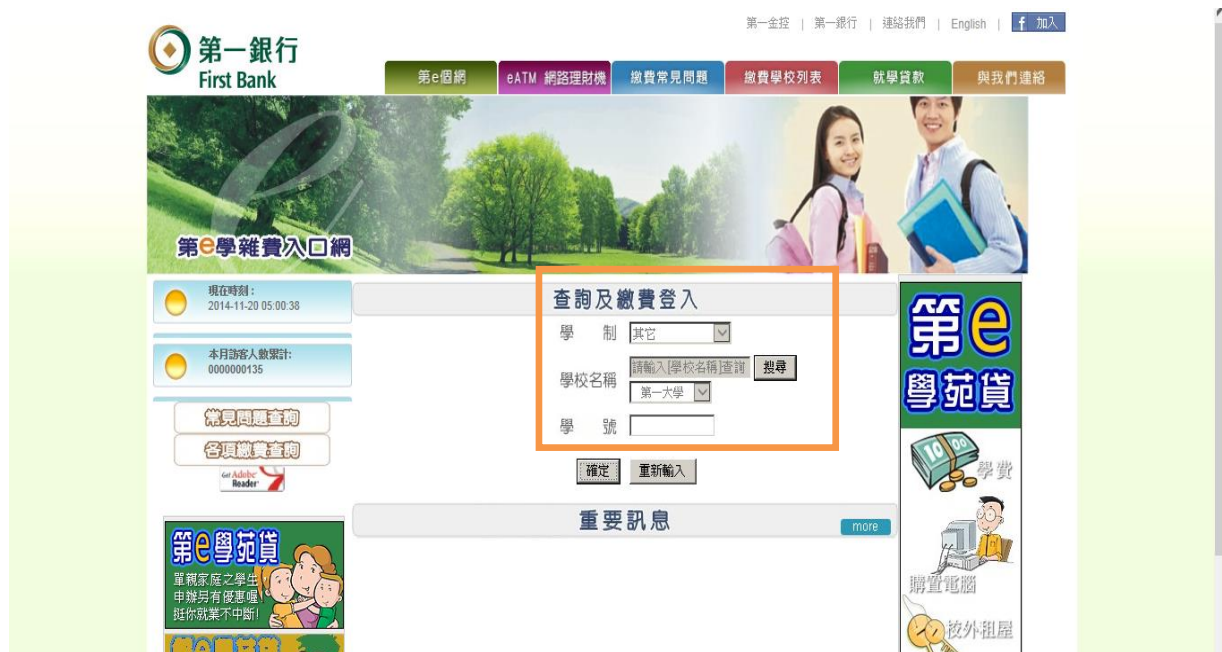 第一金控 | 第一銀行 | 連絡我們 | English | f 加入
第一銀行
First Bank
第e個網 eATM 網路理財機 繳費常見問題 繳費學校列表 就學貸款 與我們連絡
第e學雜費入口網
現在時刻：
2014-11-20 05:00:38
本月訪客人數累計:
0000000135
常見問題查詢
各項繳費查詢
Get Adobe
Reader
查詢及繳費登入
學 制 其它
學校名稱 請輸入[學校名稱]查詢 搜尋
第一大學
學 號
確定 重新輸入
重要訊息 more
第e學苑貸
單親家庭之學生
申辦另有優惠喔!
挺你就業不中斷!
第e
學苑貸
學費
購置電腦
校外租屋